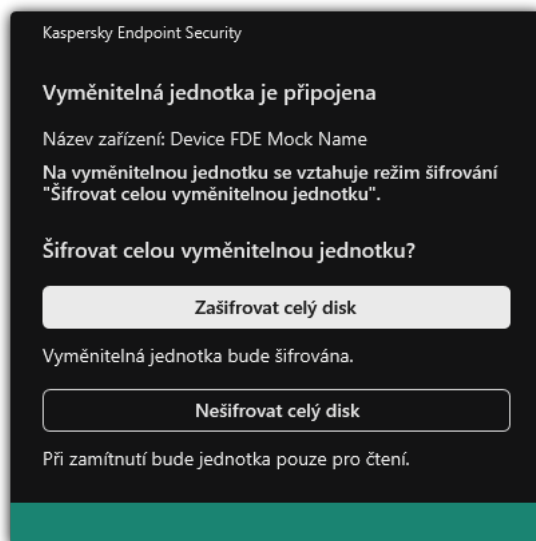 Kaspersky Endpoint Security
Vyměnitelná jednotka je připojena
Název zařízení: Device FDE Mock Name
Na vyměnitelnou jednotku se vztahuje režim šifrování
"Šifrovat celou vyměnitelnou jednotku".
Šifrovat celou vyměnitelnou jednotku?
Zašifrovat celý disk
Vyměnitelná jednotka bude šifrována.
Nešifrovat celý disk
Při zamítnutí bude jednotka pouze pro čtení.